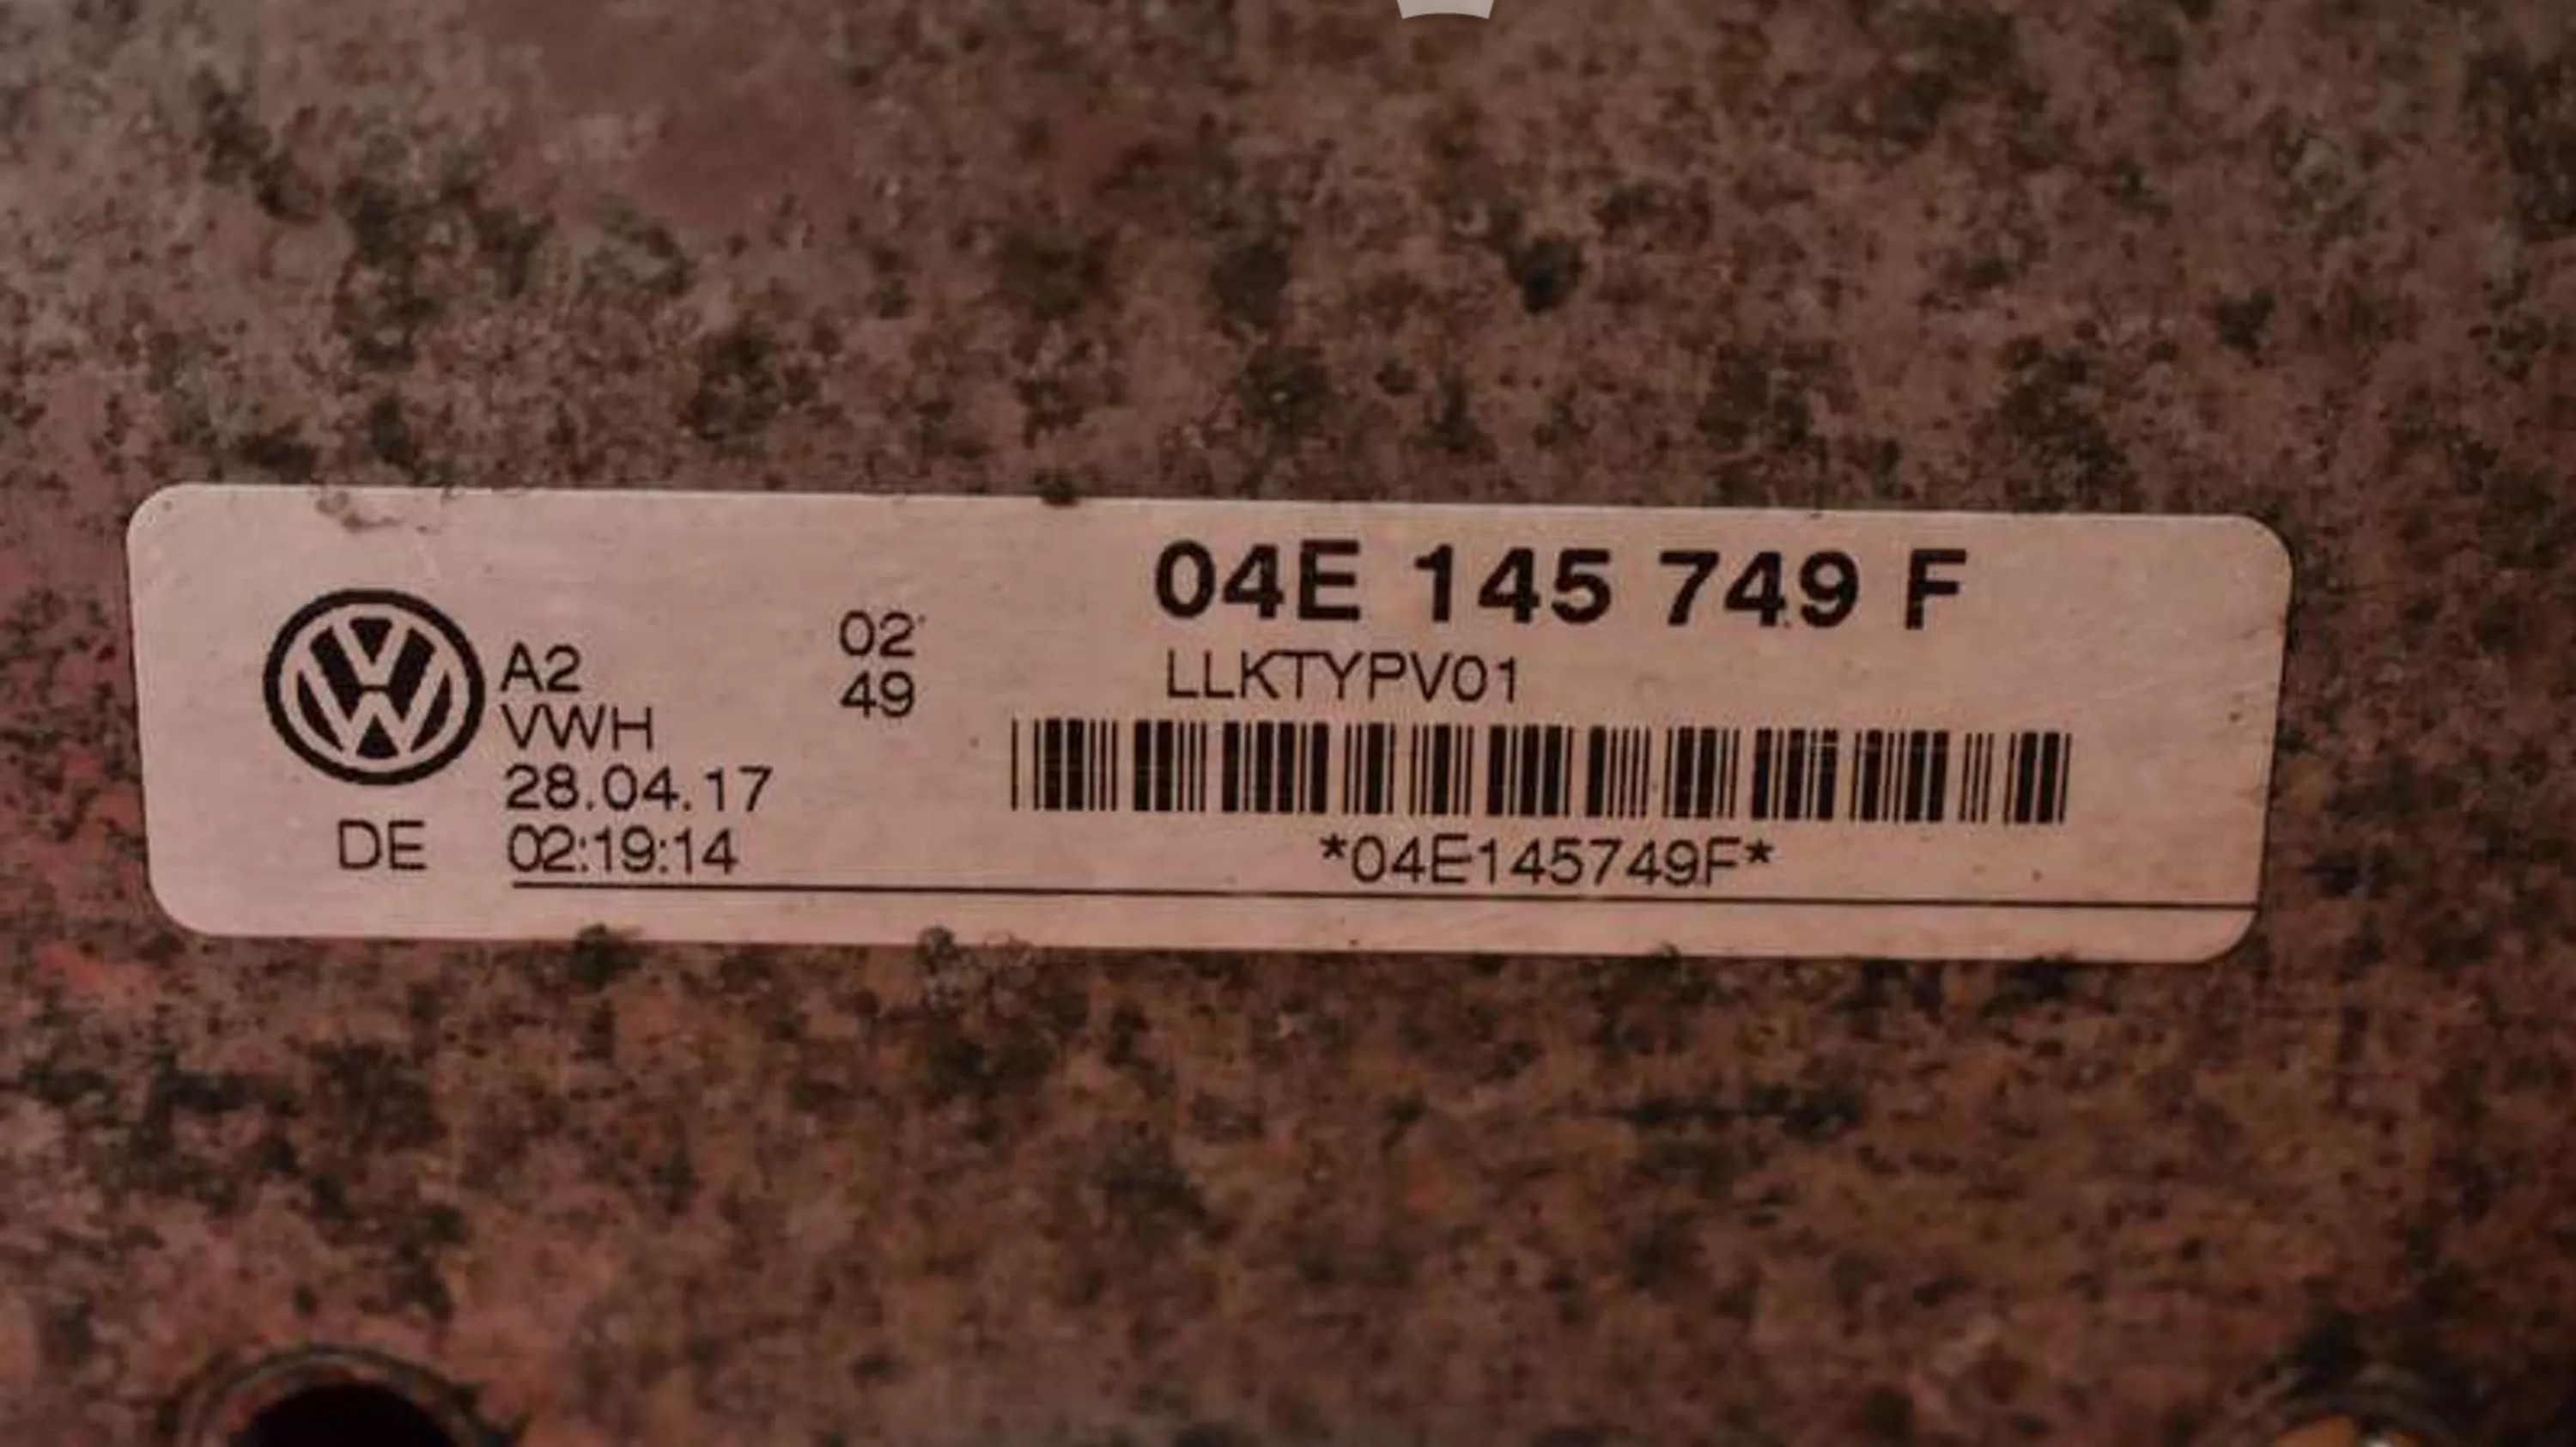 04E 145 749 F
LLKTYPV01
A2
VWH
28.04.17
02:19:14
DE
02
49
*04E145749F*